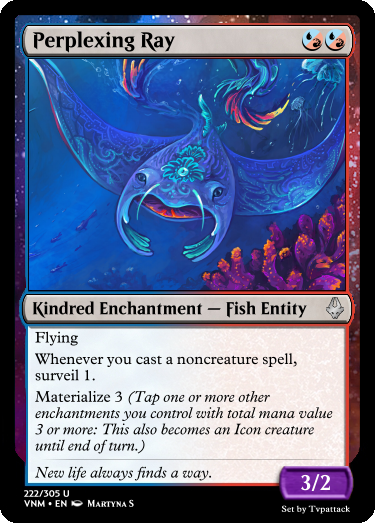 Perplexing Ray
Kindred Enchantment — Fish Entity
Flying
Whenever you cast a noncreature spell,
surveil 1.
Materialize 3 (Tap one or more other
enchantments you control with total mana value
3 or more: This also becomes an Icon creature
until end of turn.)
New life always finds a way.
3/2
222/305 U
VNM • EN Martyna S
Set by Tvpattack